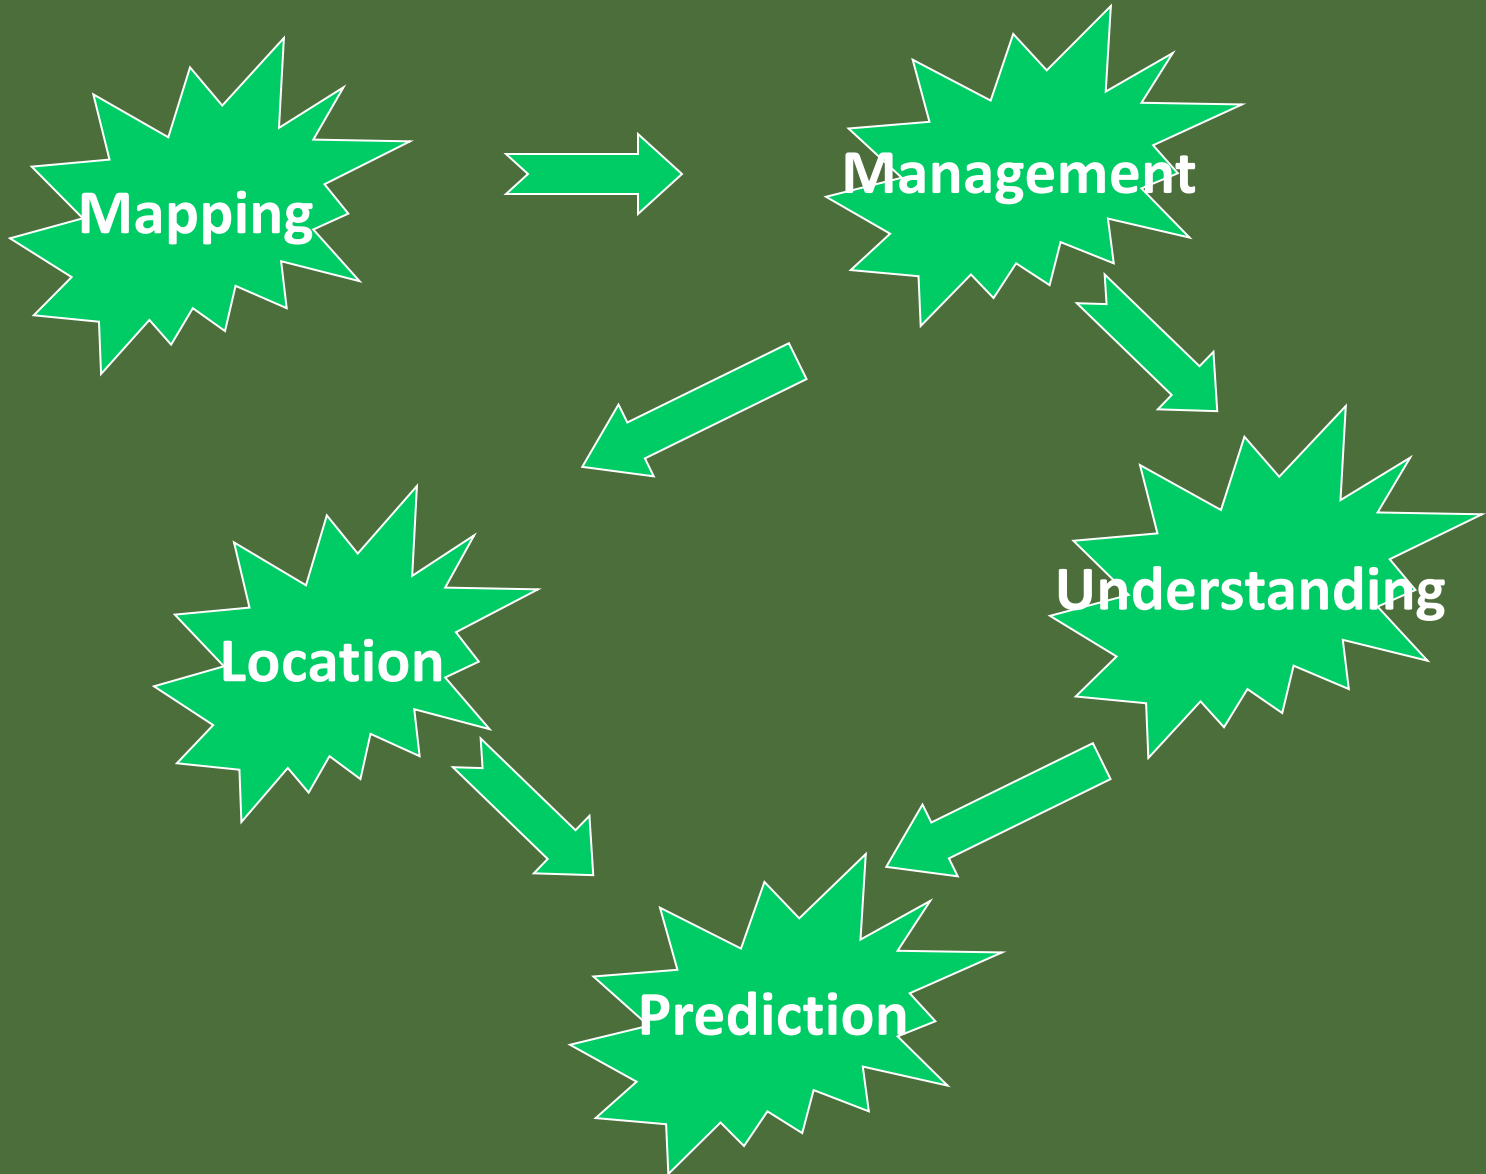 Mapping
Management
Location
Understanding
Prediction